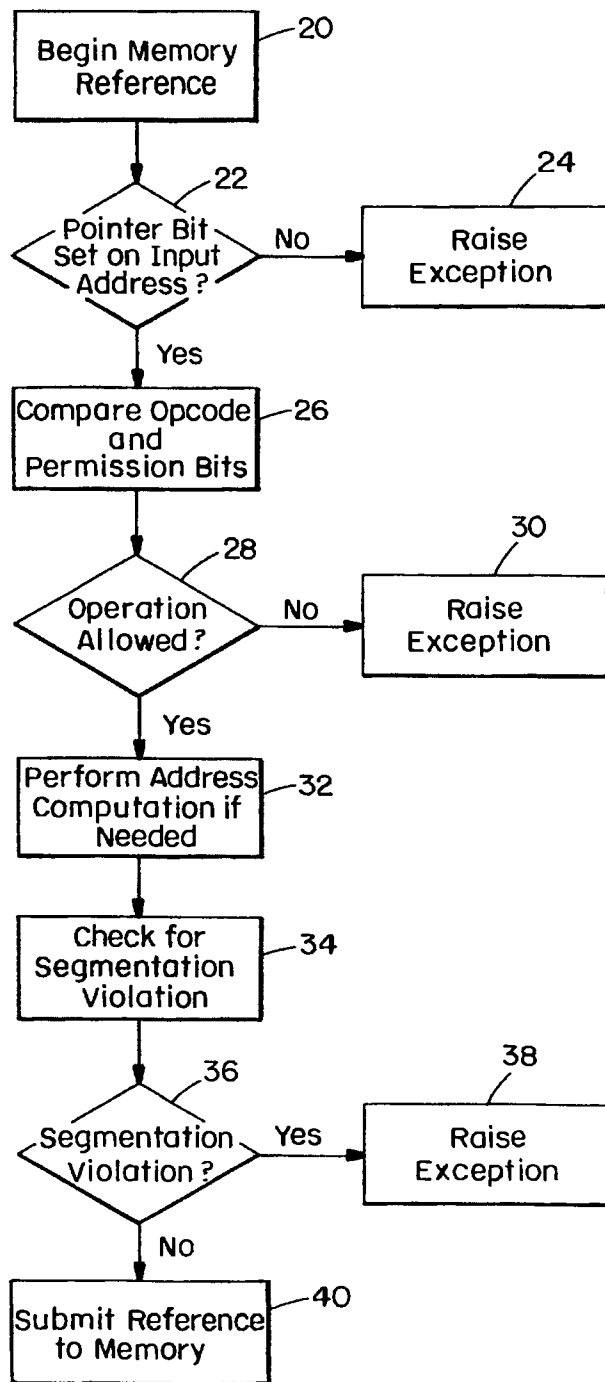 20
Begin Memory
Reference
22
Pointer Bit
Set on Input
Address ?
No
24
Raise
Exception
Yes
Compare Opcode
and
Permission Bits
26
28
Operation
Allowed ?
No
30
Raise
Exception
Yes
Perform Address
Computation if
Needed
32
Check for
Segmentation
Violation
34
36
Segmentation
Violation ?
Yes
38
Raise
Exception
No
Submit Reference
to Memory
40